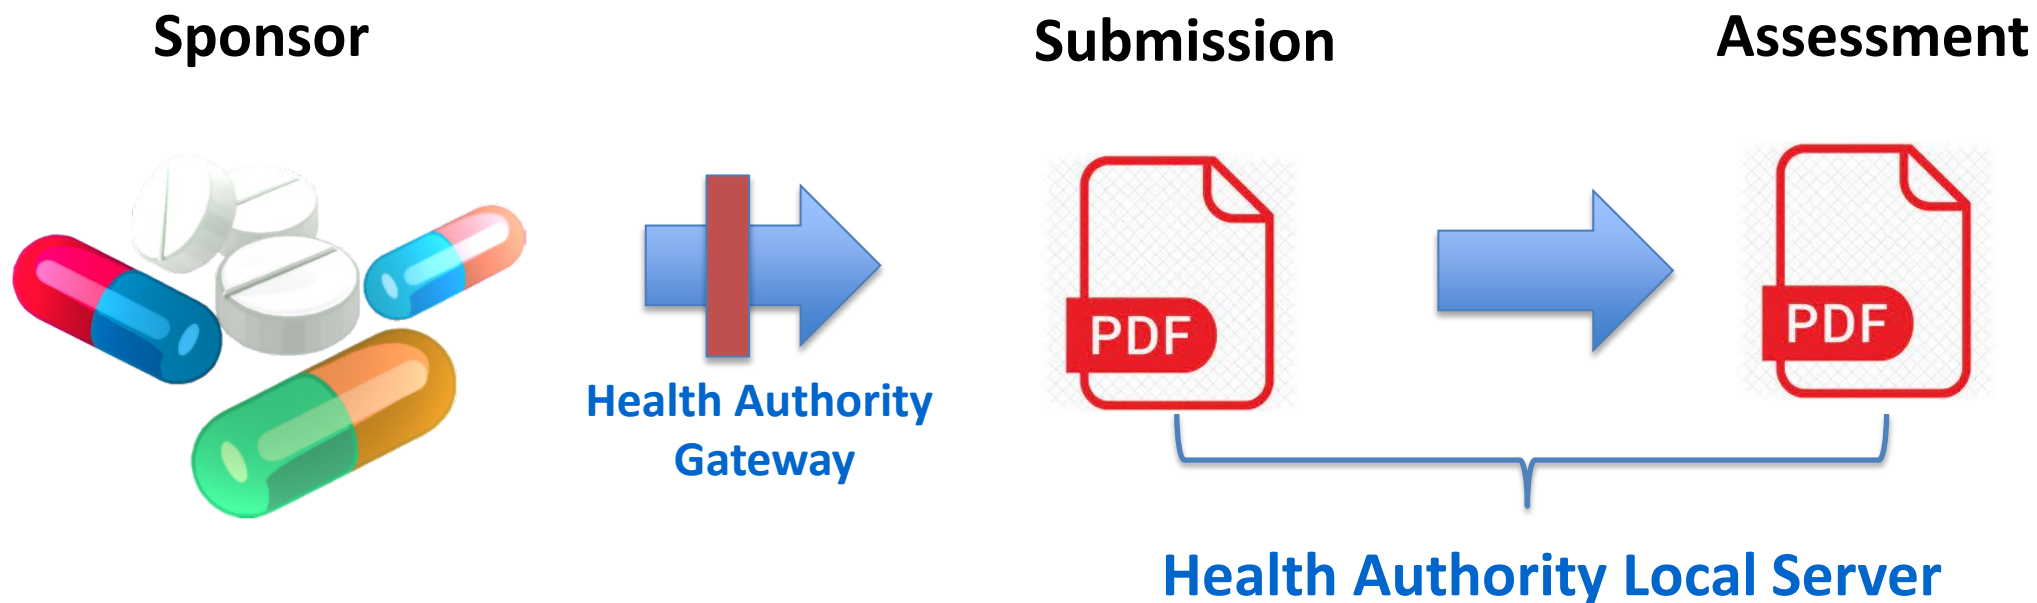 Sponsor
Submission
Assessment
PDF
PDF
Health Authority
Gateway
Health Authority Local Server